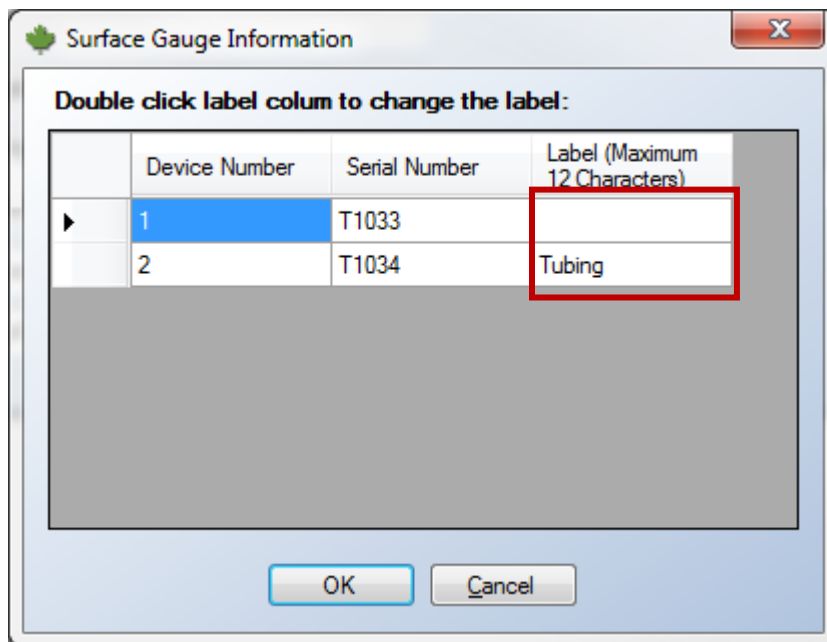 Surface Gauge Information
Double click label colum to change the label:
Device Number Serial Number Label (Maximum
12 Characters)
1 T1033
2 T1034 Tubing
OK Cancel